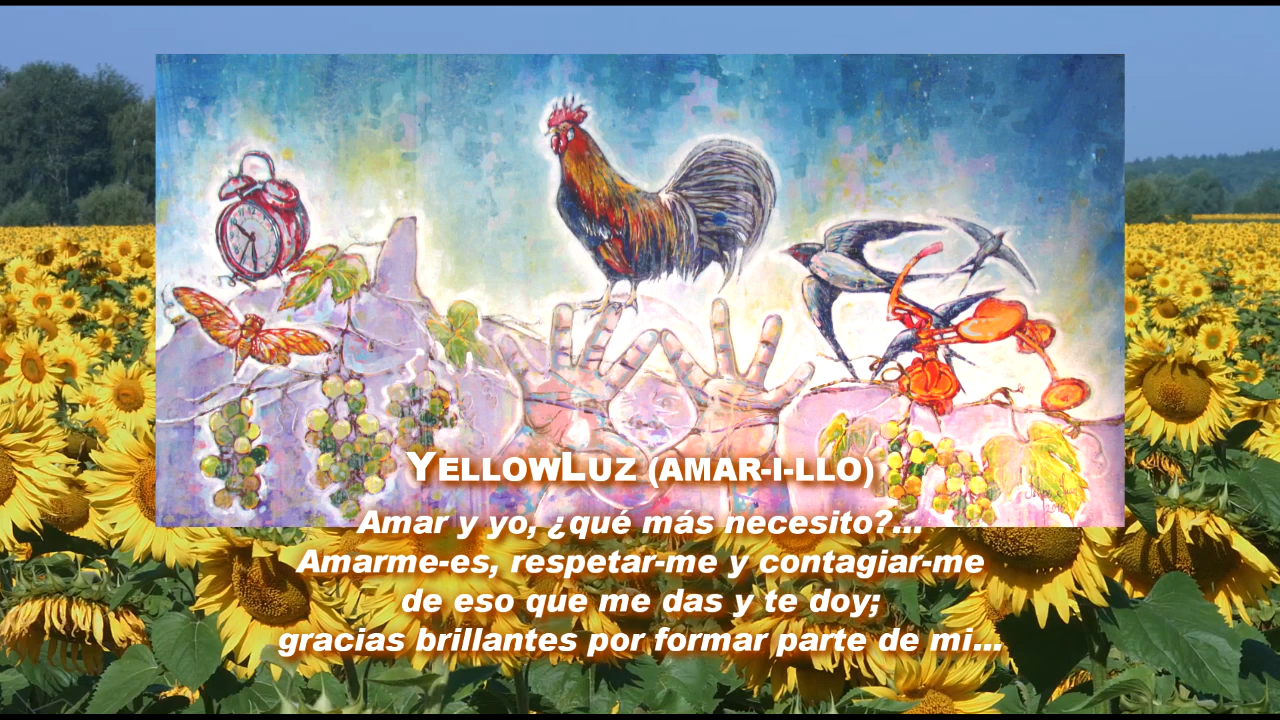 YELLOWLUZ (AMAR-I-LLO)
Amar y yo, ¿qué más necesito?...
Amarme-es, respetar-me y contagiar-me
de eso que me das y te doy;
gracias brillantes por formar parte de mi...